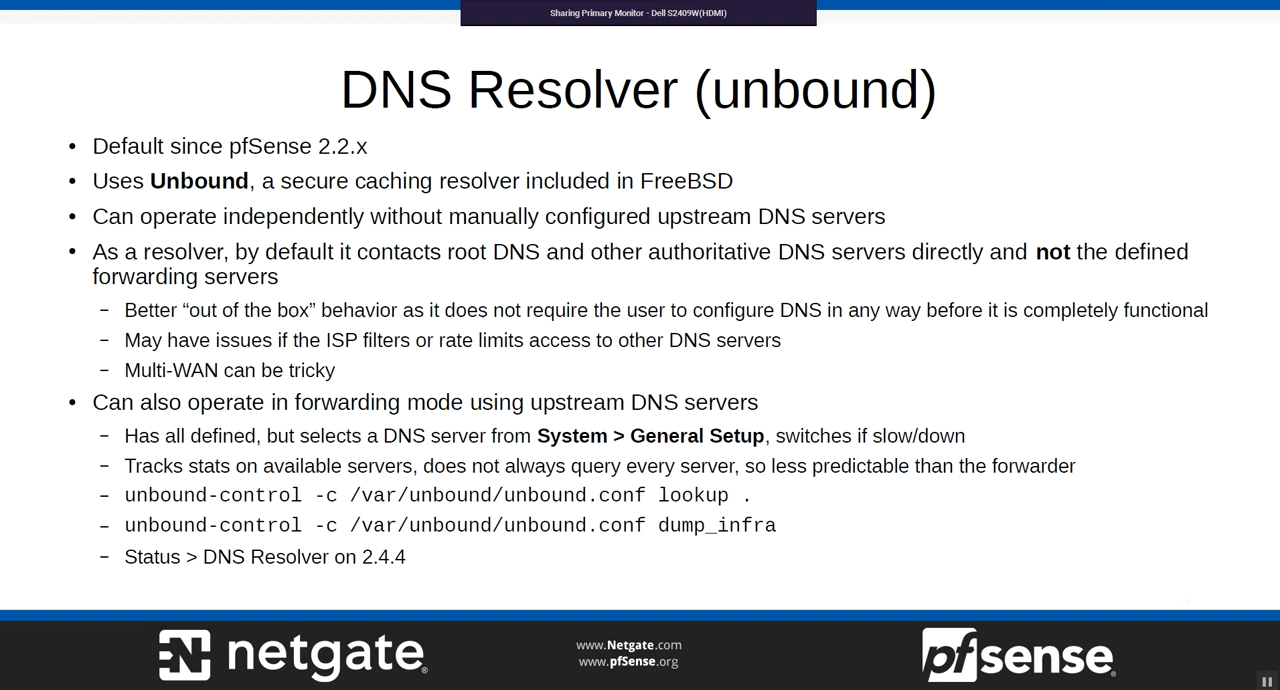 Sharing Primary Monitor - Dell S2409W(HDMI)
DNS Resolver (unbound)
• Default since pfSense 2.2.x
• Uses Unbound, a secure caching resolver included in FreeBSD
• Can operate independently without manually configured upstream DNS servers
• As a resolver, by default it contacts root DNS and other authoritative DNS servers directly and not the defined
forwarding servers
– Better “out of the box” behavior as it does not require the user to configure DNS in any way before it is completely functional
– May have issues if the ISP filters or rate limits access to other DNS servers
– Multi-WAN can be tricky
• Can also operate in forwarding mode using upstream DNS servers
– Has all defined, but selects a DNS server from System > General Setup, switches if slow/down
– Tracks stats on available servers, does not always query every server, so less predictable than the forwarder
– unbound-control -c /var/unbound/unbound.conf lookup .
– unbound-control -c /var/unbound/unbound.conf dump_infra
– Status > DNS Resolver on 2.4.4
N netgate®
www.Netgate.com
www.pfSense.org
pfsense®